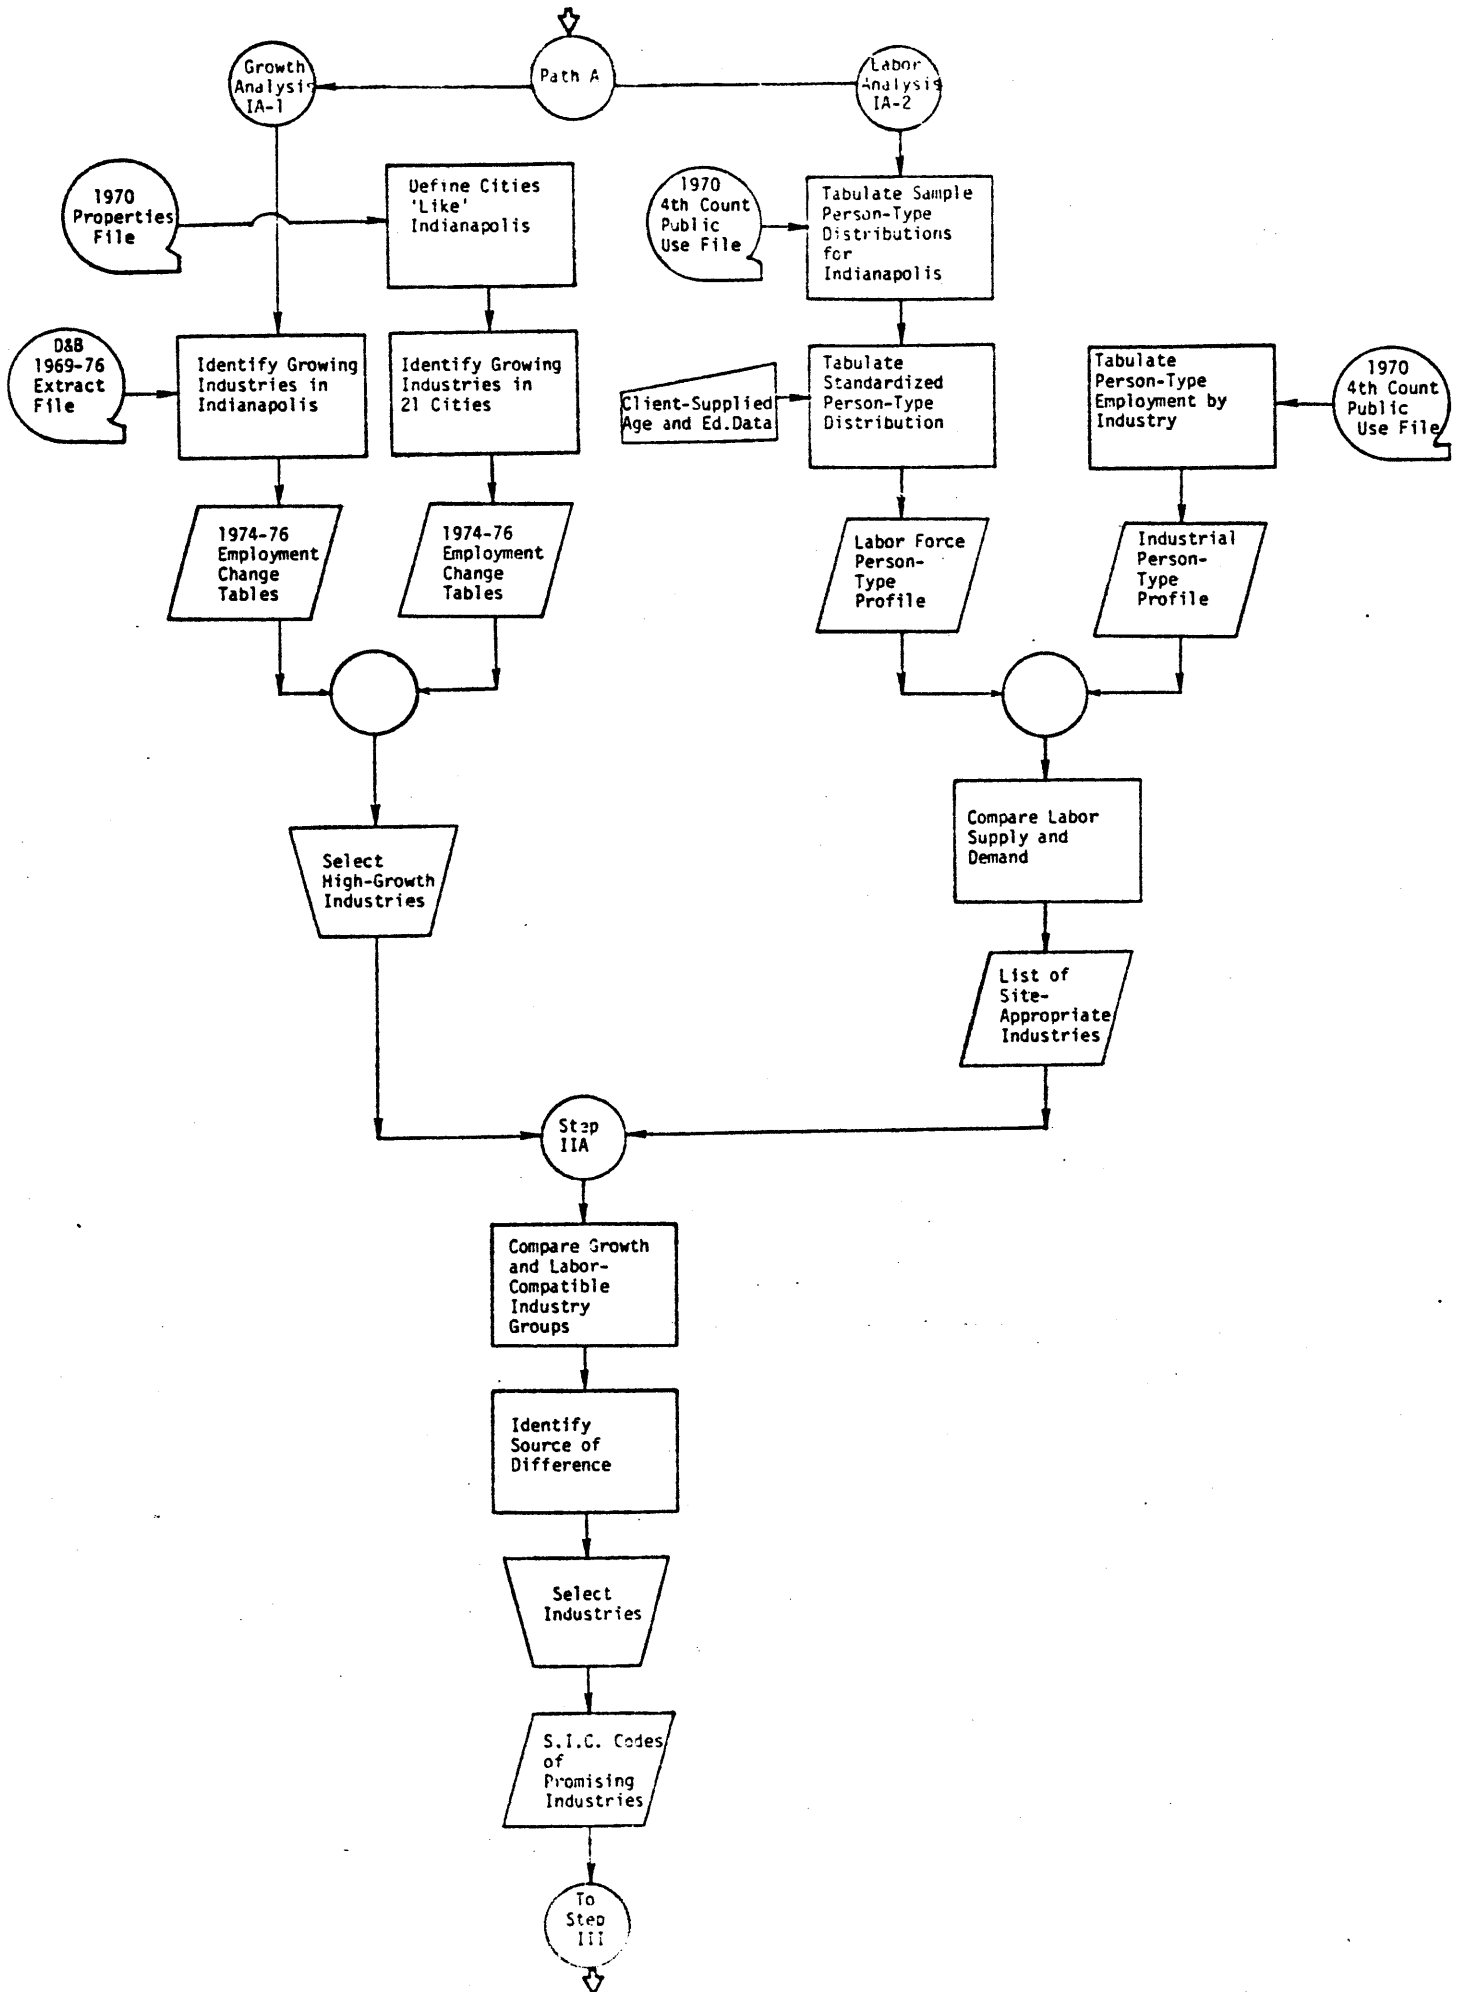 Path A
Growth
Analysis
IA-1
Labor
Analysis
IA-2
1970
Properties
File
Define Cities
'Like'
Indianapolis
1970
4th Count
Public
Use File
Tabulate Sample
Person-Type
Distributions
for
Indianapolis
D&B
1969-76
Extract
File
Identify Growing
Industries in
Indianapolis
Identify Growing
Industries in
21 Cities
Client-Supplied
Age and Ed.Data
Tabulate
Standardized
Person-Type
Distribution
Tabulate
Person-Type
Employment by
Industry
1970
4th Count
Public
Use File
1974-76
Employment
Change
Tables
1974-76
Employment
Change
Tables
Labor Force
Person-
Type
Profile
Industrial
Person-
Type
Profile
Select
High-Growth
Industries
Compare Labor
Supply and
Demand
List of
Site-
Appropriate
Industries
Step
IIA
Compare Growth
and Labor-
Compatible
Industry
Groups
Identify
Source of
Difference
Select
Industries
S.I.C. Codes
of
Promising
Industries
To
Step
III